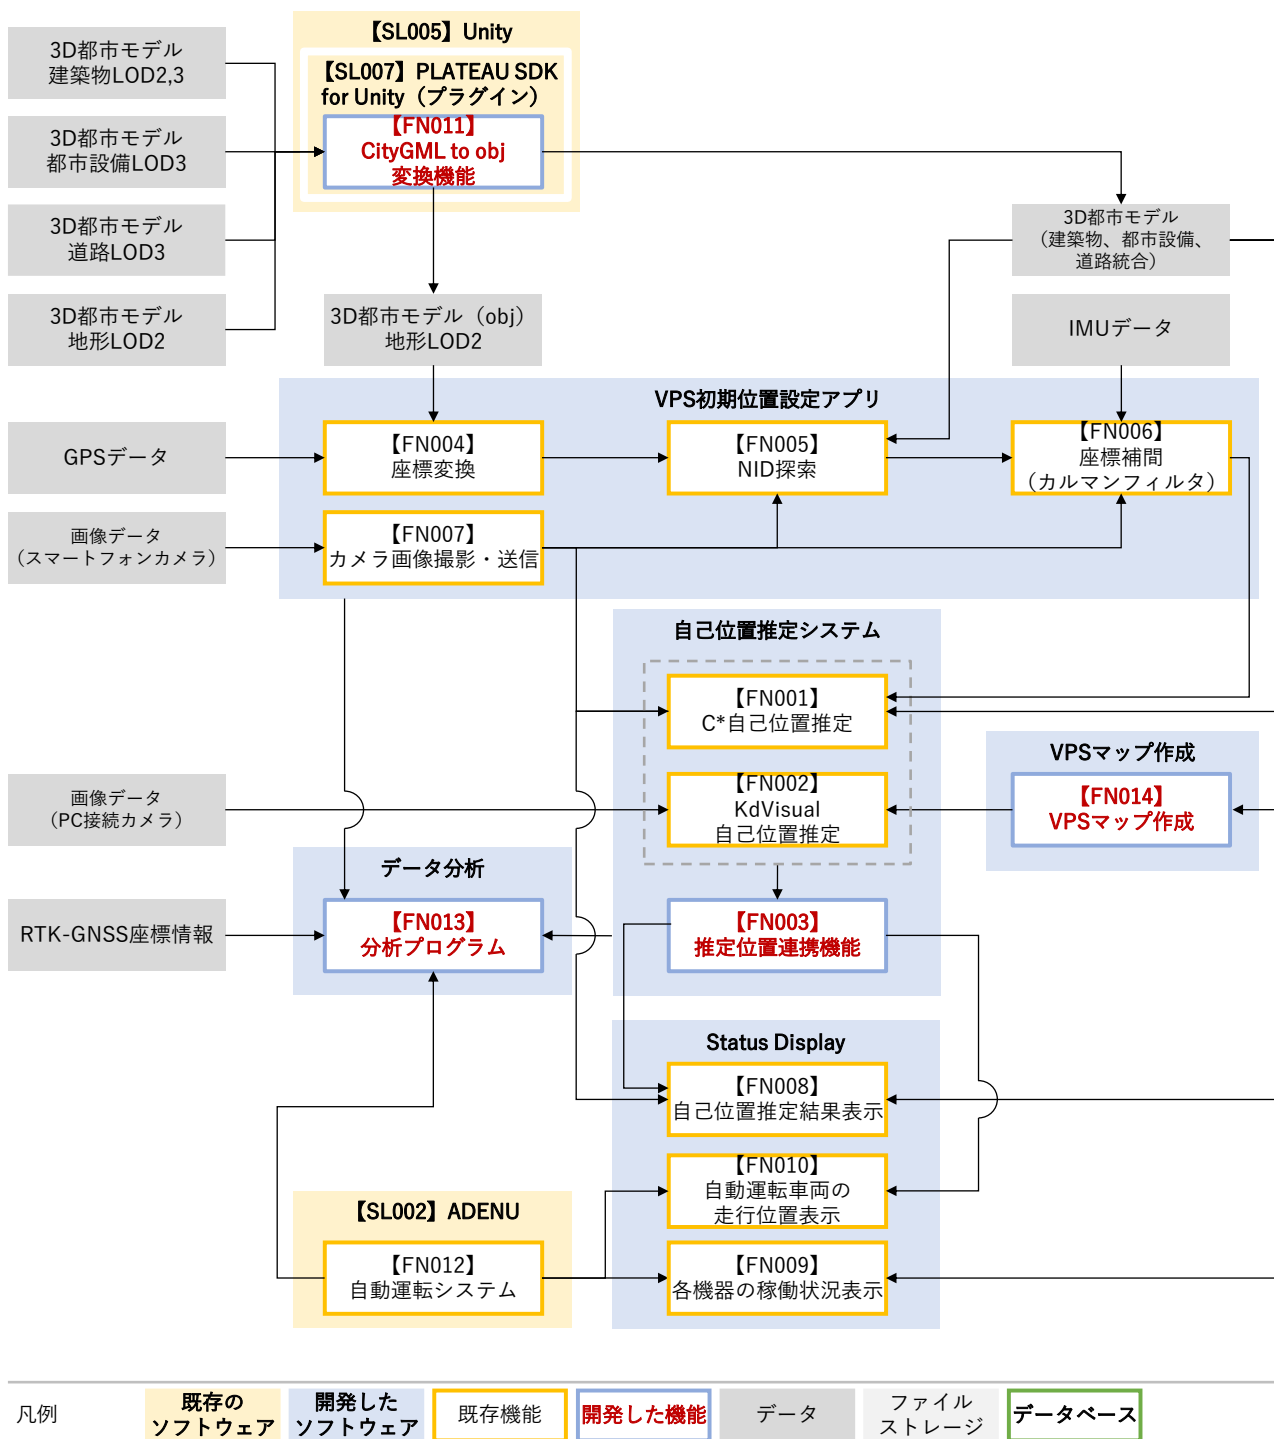 【SL005】Unity
【SL007】PLATEAU SDK
for Unity（プラグイン）
【FN011】
CityGML to obj
変換機能
3D都市モデル
建築物LOD2,3
3D都市モデル
都市設備LOD3
3D都市モデル
道路LOD3
3D都市モデル
地形LOD2
3D都市モデル（obj）
地形LOD2
3D都市モデル
（建築物、都市設備、
道路統合）
IMUデータ
VPS初期位置設定アプリ
GPSデータ
【FN004】
座標変換
【FN005】
NID探索
【FN006】
座標補間
（カルマンフィルタ）
画像データ
（スマートフォンカメラ）
【FN007】
カメラ画像撮影・送信
自己位置推定システム
【FN001】
C*自己位置推定
【FN002】
KdVisual
自己位置推定
VPSマップ作成
【FN014】
VPSマップ作成
画像データ
（PC接続カメラ）
データ分析
【FN013】
分析プログラム
RTK-GNSS座標情報
【FN003】
推定位置連携機能
Status Display
【FN008】
自己位置推定結果表示
【FN010】
自動運転車両の
走行位置表示
【FN009】
各機器の稼働状況表示
【SL002】ADENU
【FN012】
自動運転システム
凡例
既存の
ソフトウェア
開発した
ソフトウェア
既存機能
開発した機能
データ
ファイル
ストレージ
データベース